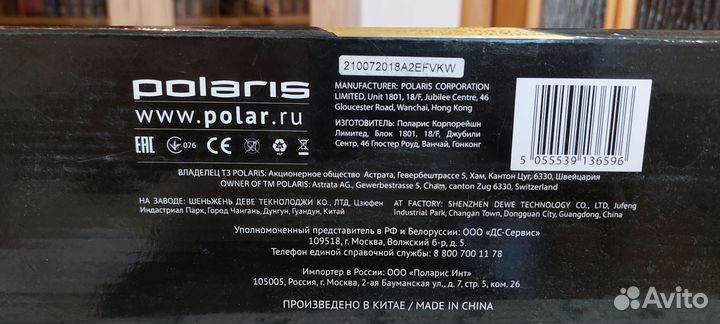 polaris
www.polar.ru
EAC 076 CE
210072018A2EFVKW
MANUFACTURER: POLARIS CORPORATION
LIMITED, Unit 1801, 18/F, Jubilee Centre, 46
Gloucester Road, Wanchai, Hong Kong
ИЗГОТОВИТЕЛЬ: Поларис Корпорейшн
Лимитед, Блок 1801, 18/F, Джубили
Сентр, 46 Глостер Роуд, Ванчай, Гонконг
5 055539 136596
ВЛАДЕЛЕЦ ТЗ POLARIS: Акционерное общество Астрата, Гевербештрассе 5, Хам, Кантон Цуг, 6330, Швейцария
OWNER OF TM POLARIS: Astrata AG., Gewerbestrasse 5, Cham, canton Zug 6330, Switzerland
НА ЗАВОДЕ: ШЕНЬЖЕНЬ ДЕВЕ ТЕКНОЛОДЖИ КО., ЛТД, Цзюфен
Индастриал Парк, Город Чанган, Дунгун, Гуандун, Китай
AT FACTORY: SHENZHEN DEWE TECHNOLOGY CO., LTD, Jufeng
Industrial Park, Changan Town, Dongguan City, Guangdong, China
Уполномоченный представитель в РФ и Белоруссии: ООО «ДС-Сервис»
109518, г. Москва, Волжский б-р, д.5.
Телефон единой справочной службы: 8 800 700 11 78
Импортер в России: ООО «Поларис Инт»
105005, Россия, г. Москва, 2-ая Бауманская ул., д.7, стр.5, ком. 26
ПРОИЗВЕДЕНО В КИТАЕ / MADE IN CHINA
Avito